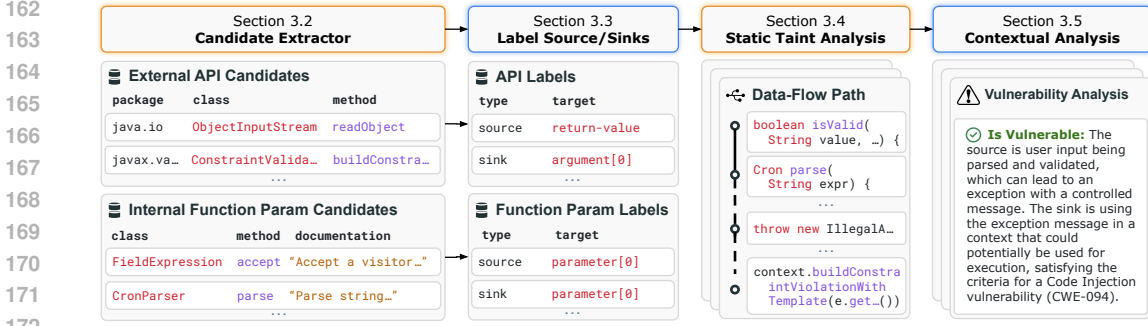 162
163
164
165
166
167
168
169
170
171
172
Section 3.2
Candidate Extractor
External API Candidates
package class method
java.io ObjectInputStream readObject
javax.va… ConstraintValida… buildConstra…
...
Internal Function Param Candidates
class method documentation
FieldExpression accept “Accept a visitor…”
CronParser parse “Parse string…”
...
Section 3.3
Label Source/Sinks
API Labels
type target
source return-value
sink argument[0]
...
Function Param Labels
type target
source parameter[0]
sink parameter[0]
...
Section 3.4
Static Taint Analysis
Data-Flow Path
boolean isValid(
String value, …) {
Cron parse(
String expr) {
...
throw new IllegalA…
...
context.buildConstra
intViolationWith
Template(e.get…())
Section 3.5
Contextual Analysis
Vulnerability Analysis
Is Vulnerable: The
source is user input being
parsed and validated,
which can lead to an
exception with a controlled
message. The sink is using
the exception message in a
context that could
potentially be used for
execution, satisfying the
criteria for a Code Injection
vulnerability (CWE-094).